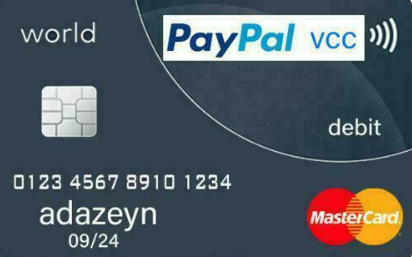 world
PayPal VCC
debit
0123 4567 8910 1234
adazeyn
09/24
MasterCard